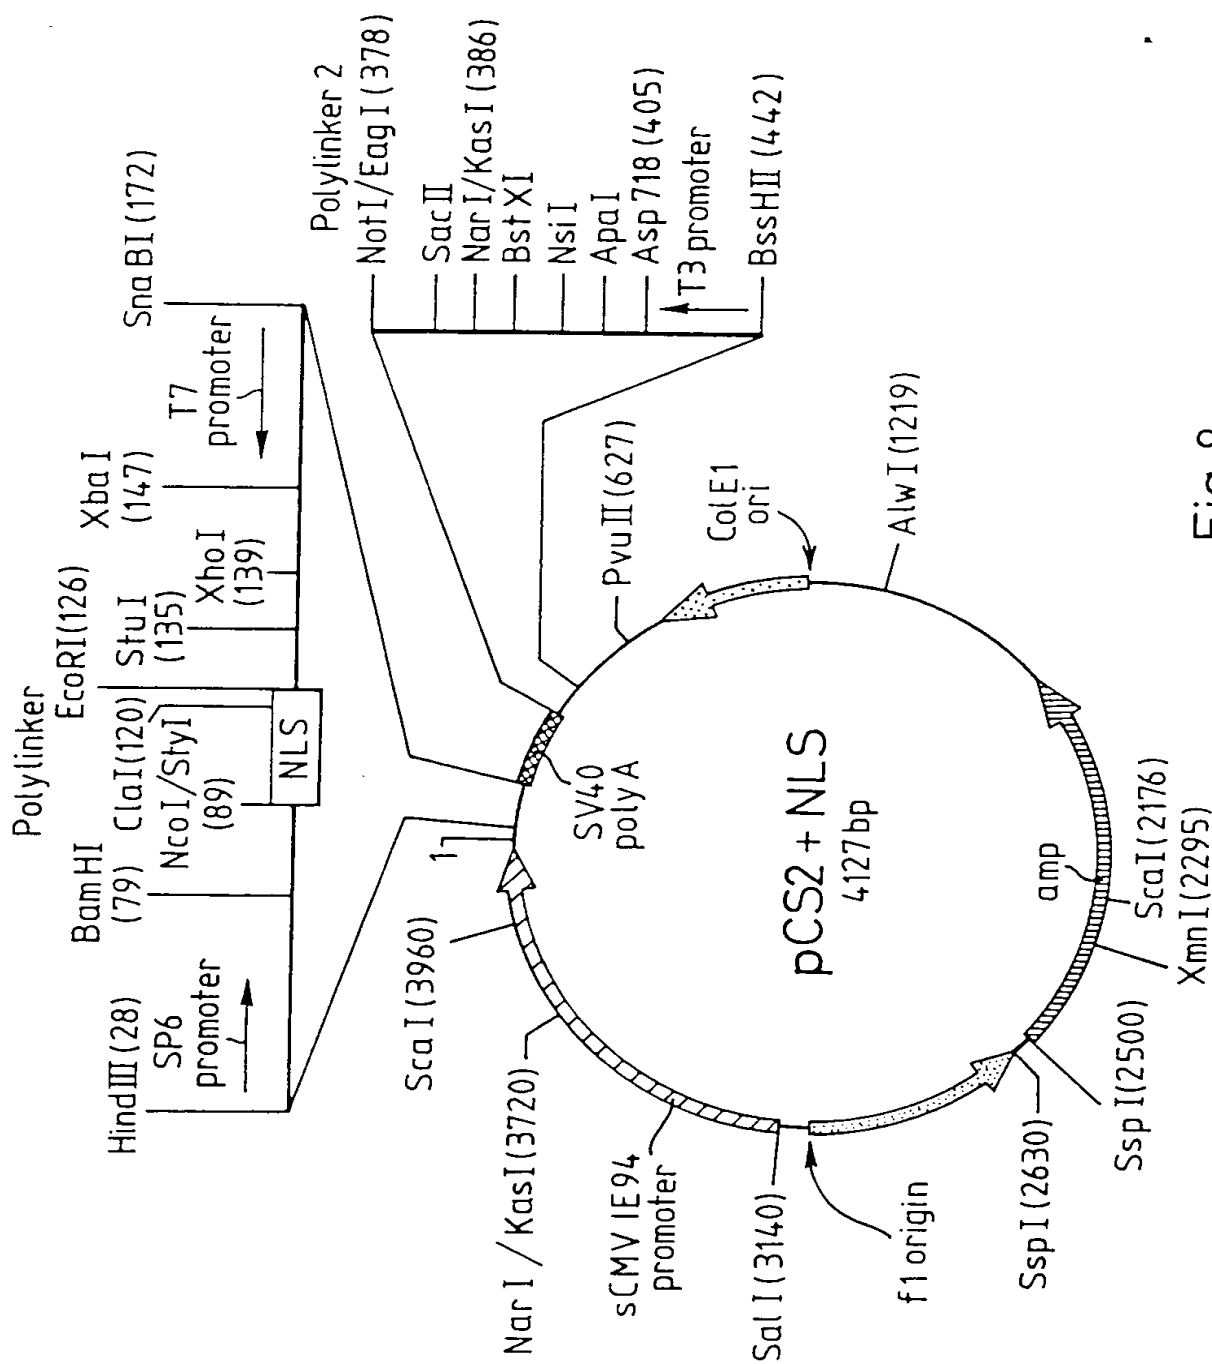 Polylinker
HindIII (28)
SP6
promoter
BamHI
(79)
NcoI/StyI
(89)
ClaI (120)
NLS
EcoRI (126)
StuI
(135)
XhoI
(139)
XbaI
(147)
T7
promoter
SnaBI (172)
Polylinker 2
NotI/EagI (378)
SacII
NarI/KasI (386)
BstXI
NsiI
ApaI
Asp718 (405)
T3 promoter
BssHII (442)
1
SV40
polyA
PvuII (627)
ColE1
ori
AlwI (1219)
pCS2+NLS
4127bp
amp
ScaI (2176)
XmnI (2295)
SspI (2500)
SspI (2630)
f1 origin
SalI (3140)
sCMV IE94
promoter
NarI/KasI (3720)
ScaI (3960)